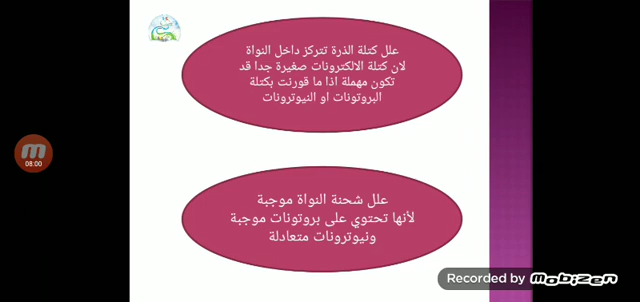 علل كتلة الذرة تتركز داخل النواة
لان كتلة الالكترونات صغيرة جدا قد
تكون مهملة اذا ما قورنت بكتلة
البروتونات او النيوترونات
08:00
علل شحنة النواة موجبة
لأنها تحتوي على بروتونات موجبة
ونيوترونات متعادلة
Recorded by Mobizen